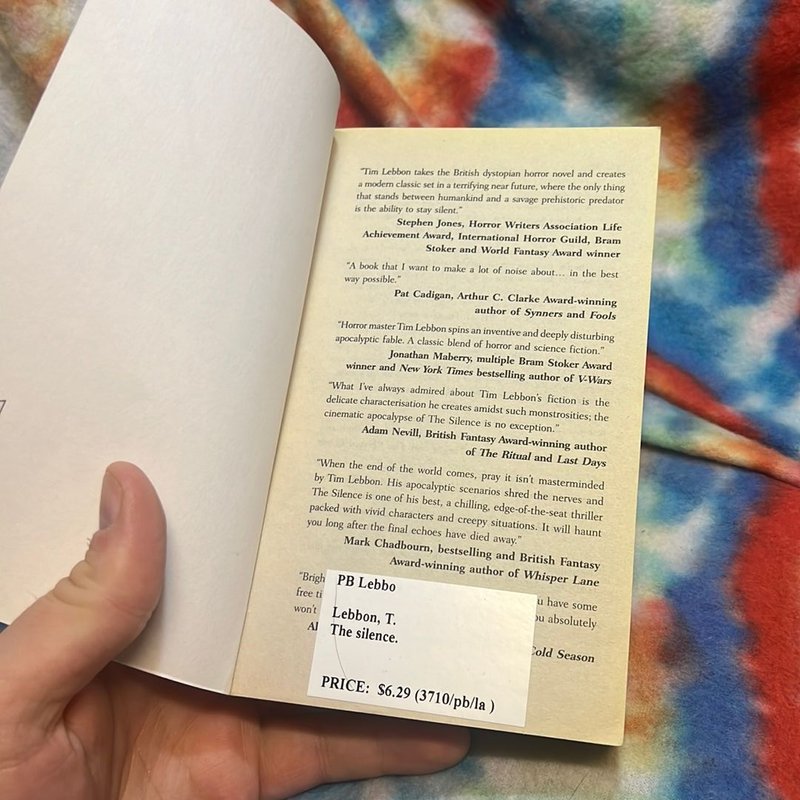 "Tim Lebbon takes the British dystopian horror novel and creates
a modern classic set in a terrifying near future, where the only thing
that stands between humankind and a savage prehistoric predator
is the ability to stay silent."
Stephen Jones, Horror Writers Association Life
Achievement Award, International Horror Guild, Bram
Stoker and World Fantasy Award winner
"A book that I want to make a lot of noise about… in the best
way possible."
Pat Cadigan, Arthur C. Clarke Award-winning
author of Synners and Fools
"Horror master Tim Lebbon spins an inventive and deeply disturbing
apocalyptic fable. A classic blend of horror and science fiction."
Jonathan Maberry, multiple Bram Stoker Award
winner and New York Times bestselling author of V-Wars
"What I've always admired about Tim Lebbon's fiction is the
delicate characterisation he creates amidst such monstrosities; the
cinematic apocalypse of The Silence is no exception."
Adam Nevill, British Fantasy Award-winning author
of The Ritual and Last Days
"When the end of the world comes, pray it isn't masterminded
by Tim Lebbon. His apocalyptic scenarios shred the nerves and
The Silence is one of his best, a chilling, edge-of-the-seat thriller
packed with vivid characters and creepy situations. It will haunt
you long after the final echoes have died away."
Mark Chadbourn, bestselling and British Fantasy
Award-winning author of Whisper Lane
have some
free
absolutely
won't
Cold Season
PB Lebbo
Lebbon, T.
The silence.
PRICE: $6.29 (3710/pb/la )